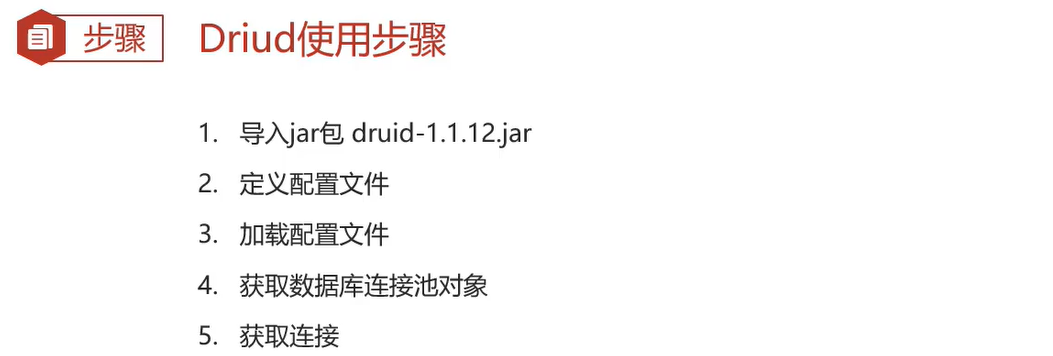 步骤
Driud使用步骤
1. 导入jar包 druid-1.1.12.jar
2. 定义配置文件
3. 加载配置文件
4. 获取数据库连接池对象
5. 获取连接